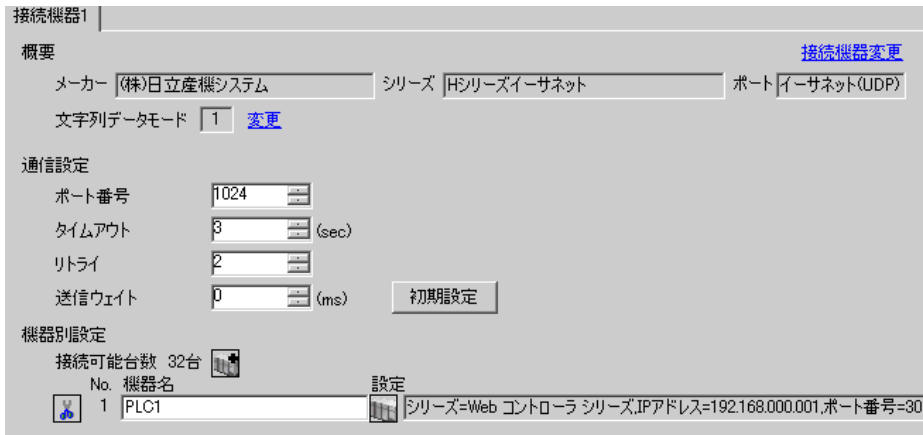 接続機器1
概要 接続機器変更
メーカー (株)日立産機システム シリーズ Hシリーズイーサネット ポート イーサネット(UDP)
文字列データモード 1 変更
通信設定
ポート番号 1024
タイムアウト 3 (sec)
リトライ 2
送信ウェイト 0 (ms) 初期設定
機器別設定
接続可能台数 32台
No. 機器名 設定
1 PLC1 シリーズ=Web コントローラ シリーズ,IPアドレス=192.168.000.001,ポート番号=30